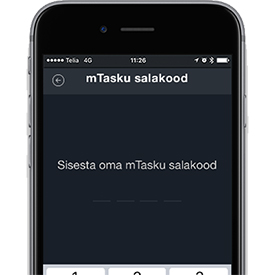 Telia 4G 11:26
mTasku salakood
Sisesta oma mTasku salakood
1 2 3